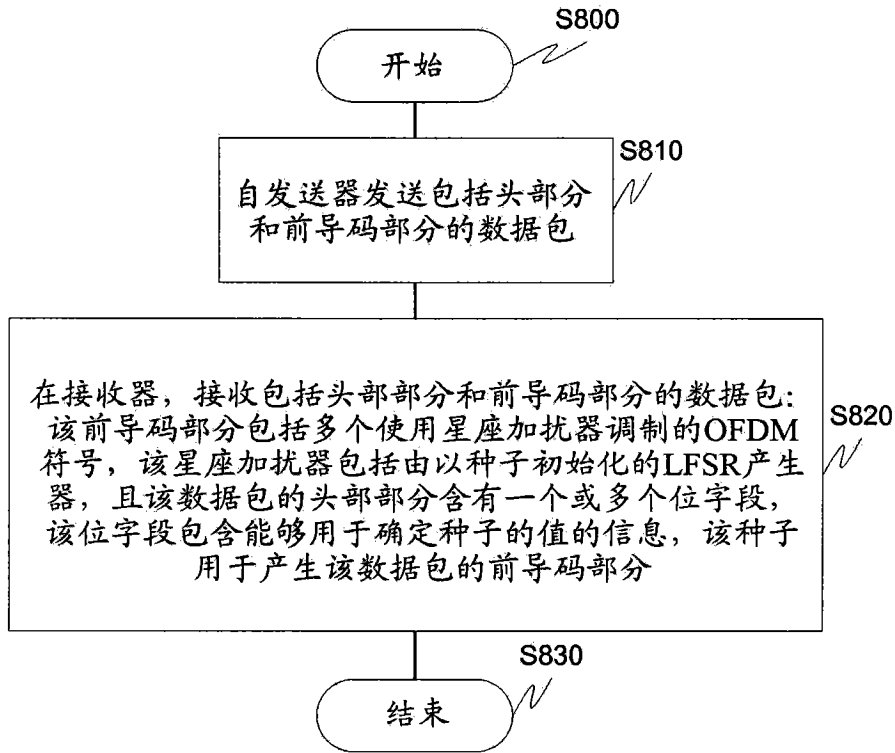 S800
开始
S810
自发送器发送包括头部分
和前导码部分的数据包
在接收器，接收包括头部部分和前导码部分的数据包：
该前导码部分包括多个使用星座加扰器调制的OFDM
符号，该星座加扰器包括由以种子初始化的LFSR产生
器，且该数据包的头部部分含有一个或多个位字段，
该位字段包含能够用于确定种子的值的信息，该种子
用于产生该数据包的前导码部分
S820
S830
结束